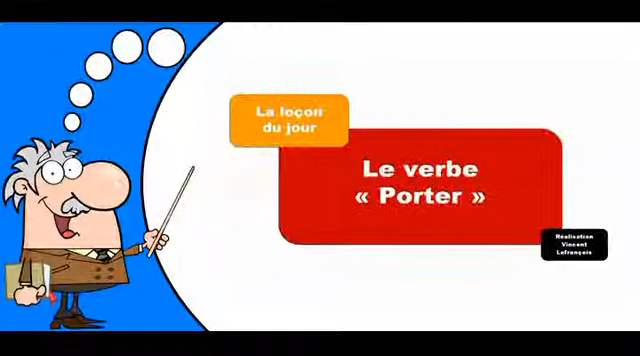 La leçon
du jour
Le verbe
« Porter »
Réalisation
Vincent
Lefrançois